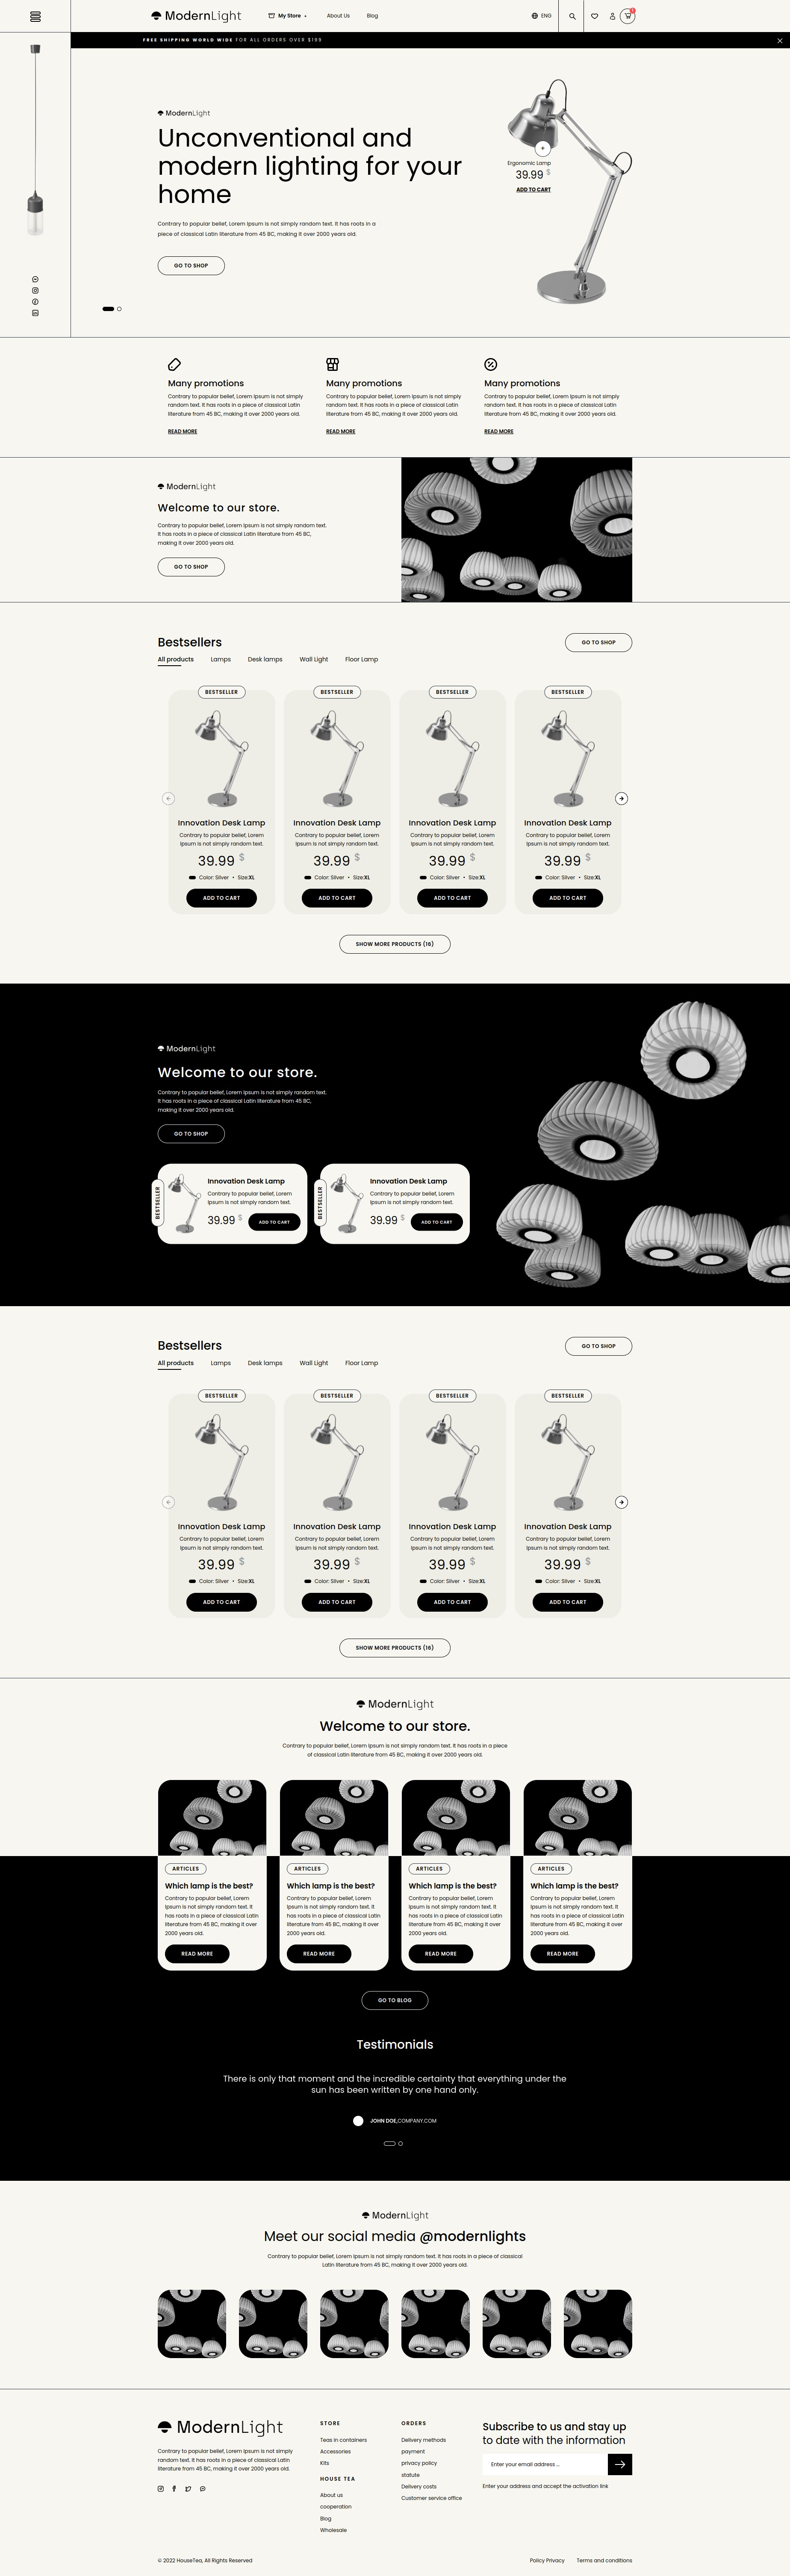 ModernLight
My Store
About Us
Blog
ENG
FREE SHIPPING WORLD WIDE FOR ALL ORDERS OVER $199
ModernLight
Unconventional and
modern lighting for your
home
Contrary to popular belief, Lorem Ipsum is not simply random text. It has roots in a
piece of classical Latin literature from 45 BC, making it over 2000 years old.
GO TO SHOP
Ergonomic Lamp
39.99 $
ADD TO CART
Many promotions
Contrary to popular belief, Lorem Ipsum is not simply
random text. It has roots in a piece of classical Latin
literature from 45 BC, making it over 2000 years old.
READ MORE
Many promotions
Contrary to popular belief, Lorem Ipsum is not simply
random text. It has roots in a piece of classical Latin
literature from 45 BC, making it over 2000 years old.
READ MORE
Many promotions
Contrary to popular belief, Lorem Ipsum is not simply
random text. It has roots in a piece of classical Latin
literature from 45 BC, making it over 2000 years old.
READ MORE
ModernLight
Welcome to our store.
Contrary to popular belief, Lorem Ipsum is not simply random text.
It has roots in a piece of classical Latin literature from 45 BC,
making it over 2000 years old.
GO TO SHOP
Bestsellers
GO TO SHOP
All products
Lamps
Desk lamps
Wall Light
Floor Lamp
BESTSELLER
Innovation Desk Lamp
Contrary to popular belief, Lorem
Ipsum is not simply random text.
39.99 $
Color: Silver • Size:XL
ADD TO CART
BESTSELLER
Innovation Desk Lamp
Contrary to popular belief, Lorem
Ipsum is not simply random text.
39.99 $
Color: Silver • Size:XL
ADD TO CART
BESTSELLER
Innovation Desk Lamp
Contrary to popular belief, Lorem
Ipsum is not simply random text.
39.99 $
Color: Silver • Size:XL
ADD TO CART
BESTSELLER
Innovation Desk Lamp
Contrary to popular belief, Lorem
Ipsum is not simply random text.
39.99 $
Color: Silver • Size:XL
ADD TO CART
SHOW MORE PRODUCTS (16)
ModernLight
Welcome to our store.
Contrary to popular belief, Lorem Ipsum is not simply random text.
It has roots in a piece of classical Latin literature from 45 BC,
making it over 2000 years old.
GO TO SHOP
BESTSELLER
Innovation Desk Lamp
Contrary to popular belief, Lorem
Ipsum is not simply random text.
39.99 $
ADD TO CART
BESTSELLER
Innovation Desk Lamp
Contrary to popular belief, Lorem
Ipsum is not simply random text.
39.99 $
ADD TO CART
Bestsellers
GO TO SHOP
All products
Lamps
Desk lamps
Wall Light
Floor Lamp
BESTSELLER
Innovation Desk Lamp
Contrary to popular belief, Lorem
Ipsum is not simply random text.
39.99 $
Color: Silver • Size:XL
ADD TO CART
BESTSELLER
Innovation Desk Lamp
Contrary to popular belief, Lorem
Ipsum is not simply random text.
39.99 $
Color: Silver • Size:XL
ADD TO CART
BESTSELLER
Innovation Desk Lamp
Contrary to popular belief, Lorem
Ipsum is not simply random text.
39.99 $
Color: Silver • Size:XL
ADD TO CART
BESTSELLER
Innovation Desk Lamp
Contrary to popular belief, Lorem
Ipsum is not simply random text.
39.99 $
Color: Silver • Size:XL
ADD TO CART
SHOW MORE PRODUCTS (16)
ModernLight
Welcome to our store.
Contrary to popular belief, Lorem Ipsum is not simply random text. It has roots in a piece
of classical Latin literature from 45 BC, making it over 2000 years old.
ARTICLES
Which lamp is the best?
Contrary to popular belief, Lorem
Ipsum is not simply random text. It
has roots in a piece of classical Latin
literature from 45 BC, making it over
2000 years old.
READ MORE
ARTICLES
Which lamp is the best?
Contrary to popular belief, Lorem
Ipsum is not simply random text. It
has roots in a piece of classical Latin
literature from 45 BC, making it over
2000 years old.
READ MORE
ARTICLES
Which lamp is the best?
Contrary to popular belief, Lorem
Ipsum is not simply random text. It
has roots in a piece of classical Latin
literature from 45 BC, making it over
2000 years old.
READ MORE
ARTICLES
Which lamp is the best?
Contrary to popular belief, Lorem
Ipsum is not simply random text. It
has roots in a piece of classical Latin
literature from 45 BC, making it over
2000 years old.
READ MORE
GO TO BLOG
Testimonials
There is only that moment and the incredible certainty that everything under the
sun has been written by one hand only.
JOHN DOE,COMPANY.COM
ModernLight
Meet our social media @modernlights
Contrary to popular belief, Lorem Ipsum is not simply random text. It has roots in a piece of classical
Latin literature from 45 BC, making it over 2000 years old.
ModernLight
Contrary to popular belief, Lorem Ipsum is not simply
random text. It has roots in a piece of classical Latin
literature from 45 BC, making it over 2000 years old.
STORE
Teas in containers
Accessories
Kits
HOUSE TEA
About us
cooperation
Blog
Wholesale
ORDERS
Delivery methods
payment
privacy policy
statute
Delivery costs
Customer service office
Subscribe to us and stay up
to date with the information
Enter your email address ...
Enter your address and accept the activation link
© 2022 HouseTea, All Rights Reserved
Policy Privacy
Terms and conditions